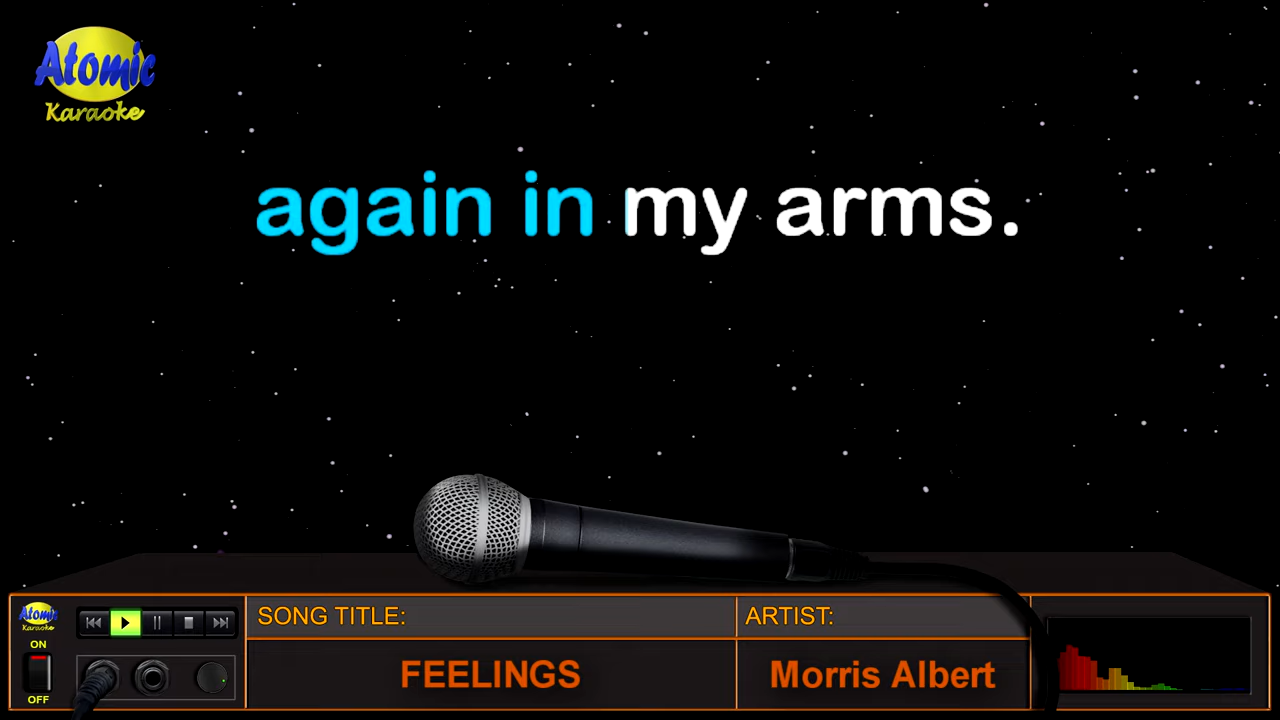 Atomic
Karaoke
again in my arms.
Atomic
Karaoke
ON
OFF
SONG TITLE:
FEELINGS
ARTIST:
Morris Albert